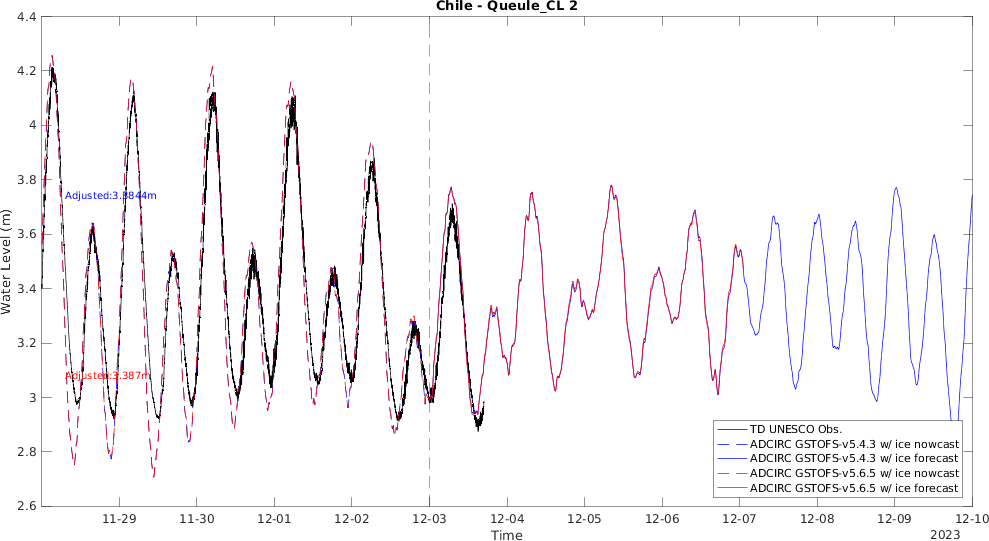 Chile - Queule_CL 2
4.4
4.2
4
3.8
3.6
3.4
3.2
3
2.8
2.6
Water Level (m)
Adjusted:3.3844m
Adjusted:3.387m
TD UNESCO Obs.
ADCIRC GSTOFS-v5.4.3 w/ ice nowcast
ADCIRC GSTOFS-v5.4.3 w/ ice forecast
ADCIRC GSTOFS-v5.6.5 w/ ice nowcast
ADCIRC GSTOFS-v5.6.5 w/ ice forecast
11-29 11-30 12-01 12-02 12-03 12-04 12-05 12-06 12-07 12-08 12-09 12-10
Time
2023